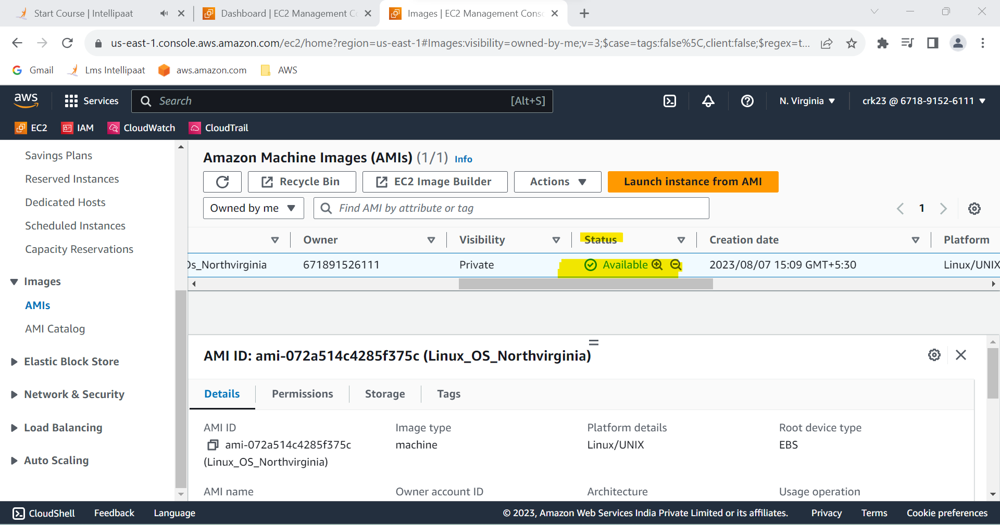 Start Course | Intellipaat
Dashboard | EC2 Management Co
Images | EC2 Management Conso
us-east-1.console.aws.amazon.com/ec2/home?region=us-east-1#Images:visibility=owned-by-me;v=3;$case=tags:false%5C,client:false;$regex=t...
Gmail
Lms Intellipaat
aws.amazon.com
AWS
aws
Services
Search
[Alt+S]
N. Virginia
crk23 @ 6718-9152-6111
EC2
IAM
CloudWatch
CloudTrail
Savings Plans
Reserved Instances
Dedicated Hosts
Scheduled Instances
Capacity Reservations
Images
AMIs
AMI Catalog
Elastic Block Store
Network & Security
Load Balancing
Auto Scaling
Amazon Machine Images (AMIs) (1/1) Info
Recycle Bin
EC2 Image Builder
Actions
Launch instance from AMI
Owned by me
Find AMI by attribute or tag
1
Owner
Visibility
Status
Creation date
Platform
Os_Northvirginia
671891526111
Private
Available
2023/08/07 15:09 GMT+5:30
Linux/UNIX
AMI ID: ami-072a514c4285f375c (Linux_OS_Northvirginia)
Details
Permissions
Storage
Tags
AMI ID
ami-072a514c4285f375c
(Linux_OS_Northvirginia)
Image type
machine
Platform details
Linux/UNIX
Root device type
EBS
AMI name
Owner account ID
Architecture
Usage operation
CloudShell
Feedback
Language
© 2023, Amazon Web Services India Private Limited or its affiliates.
Privacy
Terms
Cookie preferences